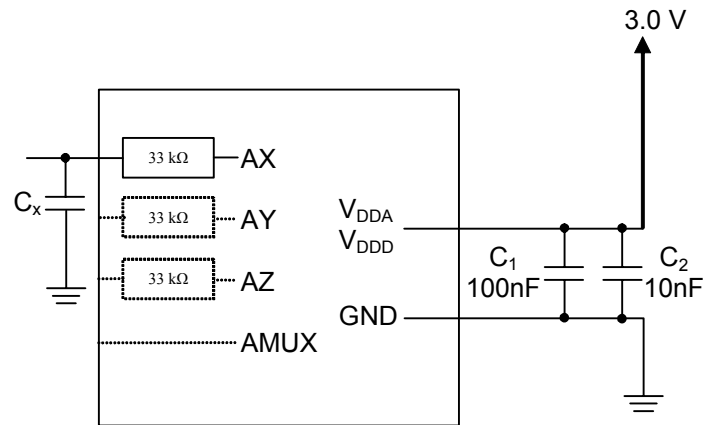 3.0 V
33 kΩ AX
Cx
33 kΩ AY
33 kΩ AZ
AMUX
VDDA
VDDD
GND
C1
100nF
C2
10nF